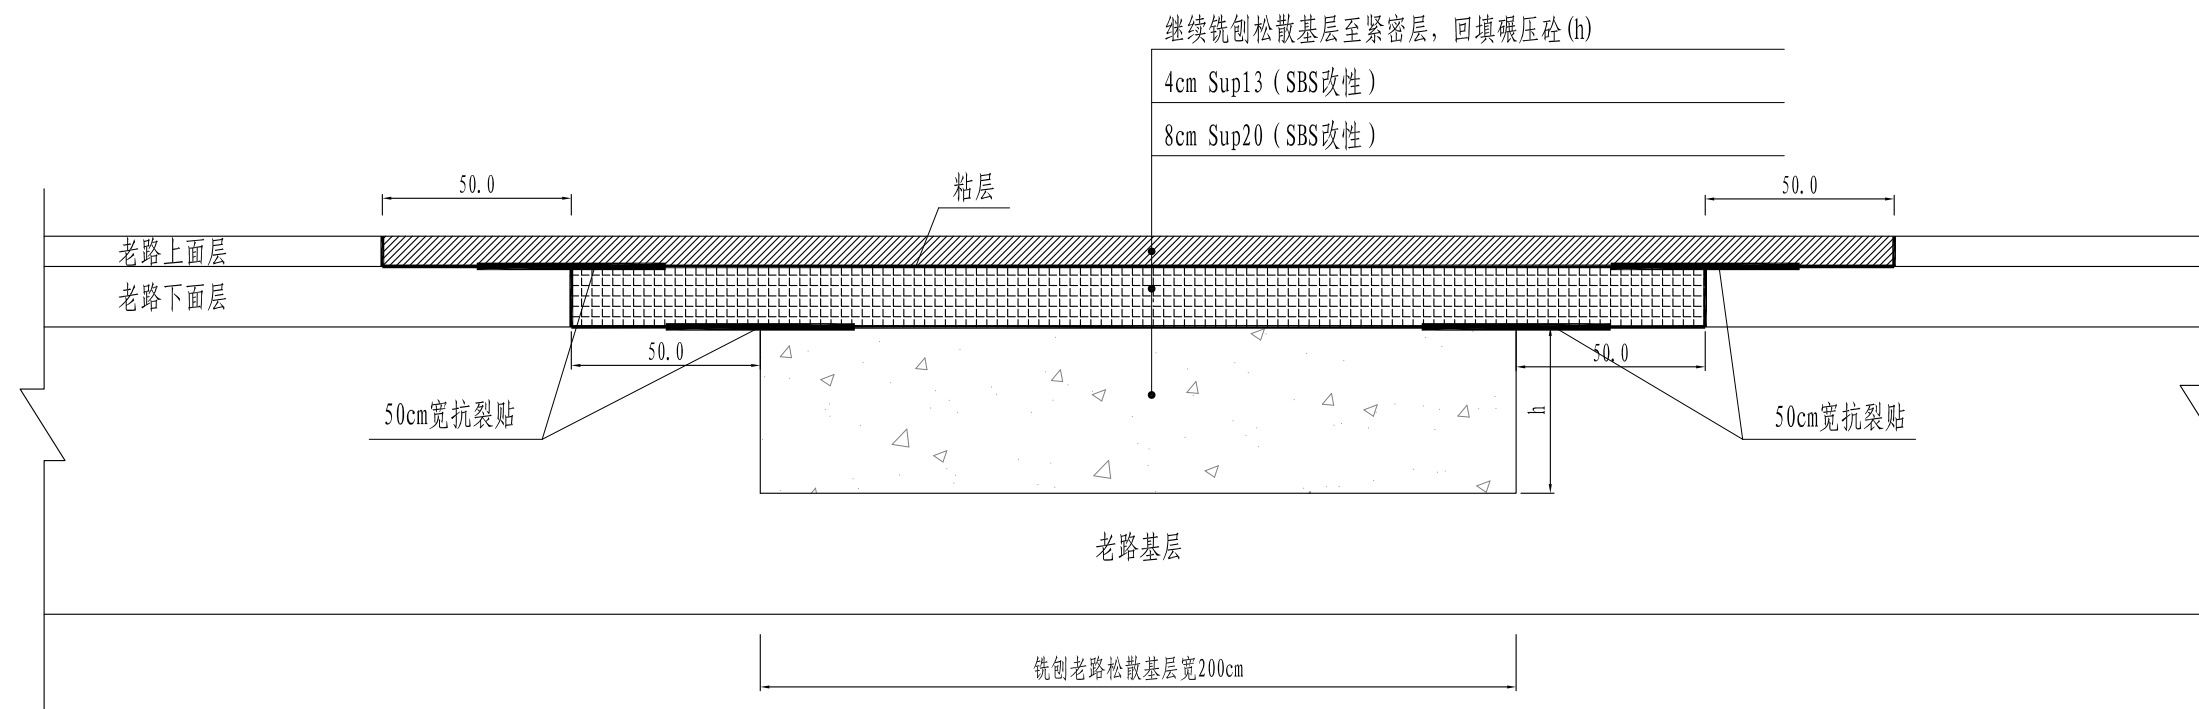 继续铣刨松散基层至紧密层，回填碾压砼(h)
4cm Sup13（SBS改性）
8cm Sup20（SBS改性）
50.0
粘层
50.0
老路上面层
老路下面层
50.0
50.0
50cm宽抗裂贴
h
50cm宽抗裂贴
老路基层
铣刨老路松散基层宽200cm